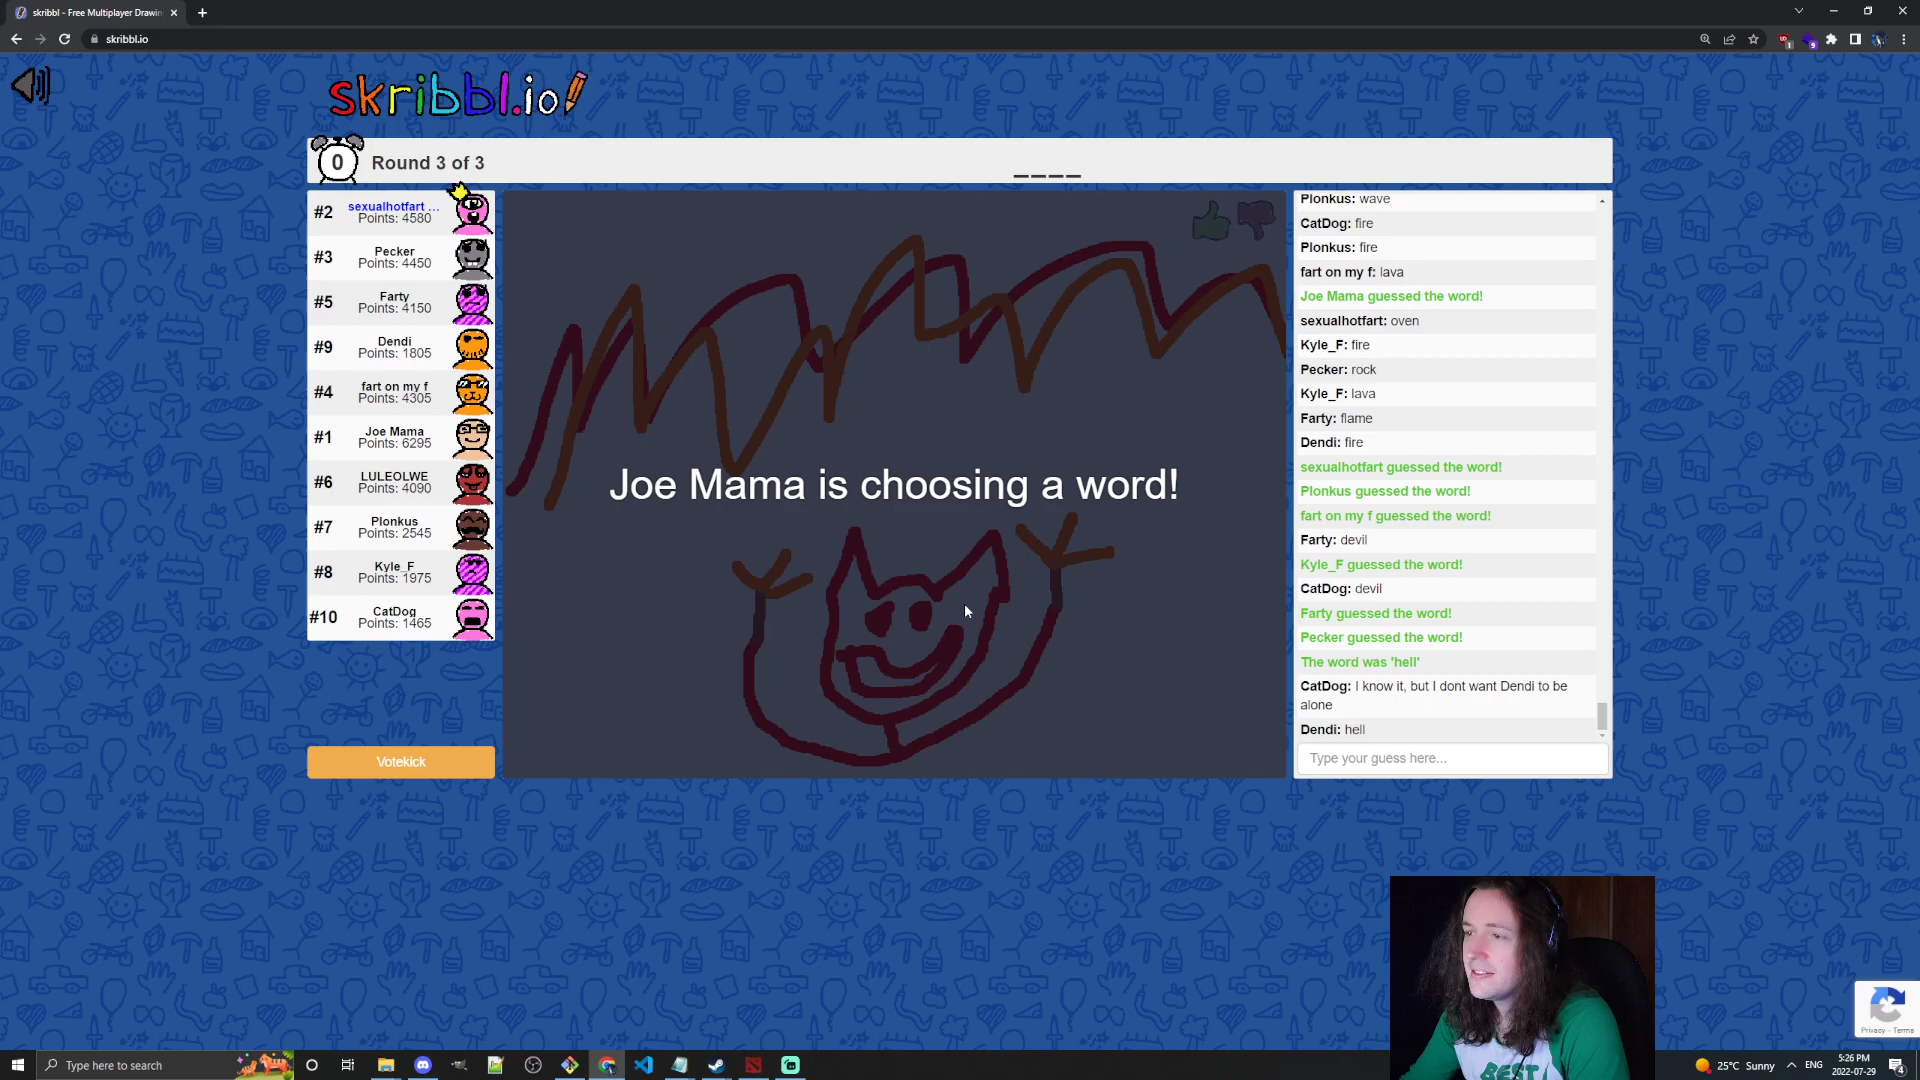 skribbl - Free Multiplayer Drawin
skribbl.io
skribbl.io
0
Round 3 of 3
____
#2
sexualhotfart ...
Points: 4580
#3
Pecker
Points: 4450
#5
Farty
Points: 4150
#9
Dendi
Points: 1805
#4
fart on my f
Points: 4305
#1
Joe Mama
Points: 6295
#6
LULEOLWE
Points: 4090
#7
Plonkus
Points: 2545
#8
Kyle_F
Points: 1975
#10
CatDog
Points: 1465
Votekick
Joe Mama is choosing a word!
Plonkus: wave
CatDog: fire
Plonkus: fire
fart on my f: lava
Joe Mama guessed the word!
sexualhotfart: oven
Kyle_F: fire
Pecker: rock
Kyle_F: lava
Farty: flame
Dendi: fire
sexualhotfart guessed the word!
Plonkus guessed the word!
fart on my f guessed the word!
Farty: devil
Kyle_F guessed the word!
CatDog: devil
Farty guessed the word!
Pecker guessed the word!
The word was 'hell'
CatDog: I know it, but I dont want Dendi to be
alone
Dendi: hell
Type your guess here...
BEST
Privacy - Terms
Type here to search
25°C Sunny
ENG
5:26 PM
2022-07-29
4